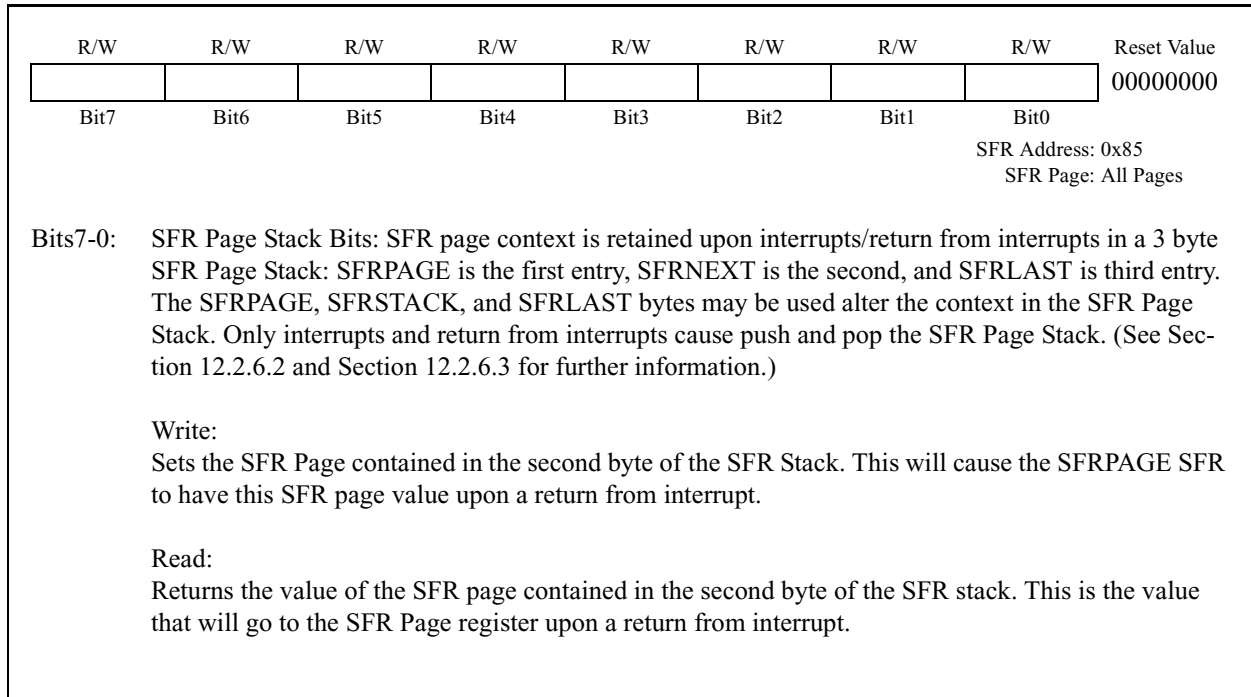 R/W R/W R/W R/W R/W R/W R/W R/W Reset Value
00000000
Bit7 Bit6 Bit5 Bit4 Bit3 Bit2 Bit1 Bit0
SFR Address: 0x85
SFR Page: All Pages
Bits7-0: SFR Page Stack Bits: SFR page context is retained upon interrupts/return from interrupts in a 3 byte
SFR Page Stack: SFRPAGE is the first entry, SFRNEXT is the second, and SFRLAST is third entry.
The SFRPAGE, SFRSTACK, and SFRLAST bytes may be used alter the context in the SFR Page
Stack. Only interrupts and return from interrupts cause push and pop the SFR Page Stack. (See Sec-
tion 12.2.6.2 and Section 12.2.6.3 for further information.)
Write:
Sets the SFR Page contained in the second byte of the SFR Stack. This will cause the SFRPAGE SFR
to have this SFR page value upon a return from interrupt.
Read:
Returns the value of the SFR page contained in the second byte of the SFR stack. This is the value
that will go to the SFR Page register upon a return from interrupt.